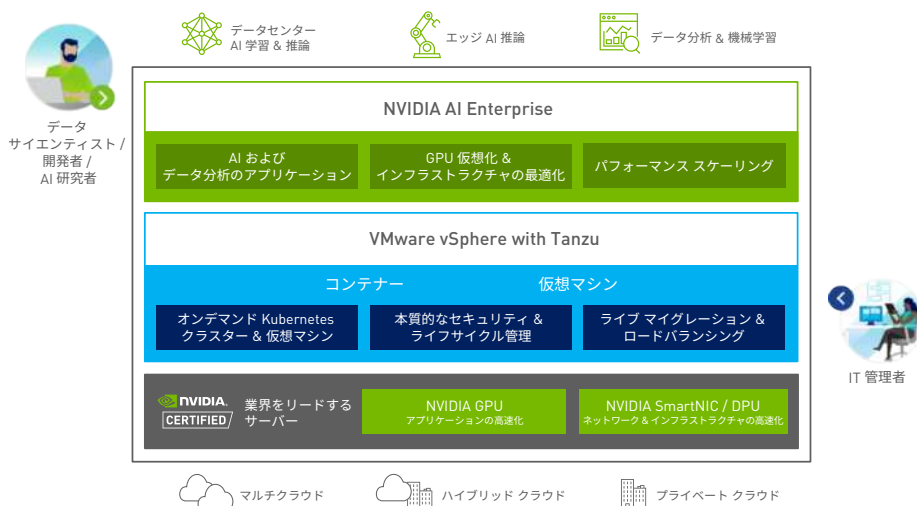 データセンター
AI 学習 & 推論
エッジ AI 推論
データ分析 & 機械学習
データ
サイエンティスト /
開発者 /
AI 研究者
NVIDIA AI Enterprise
AI および
データ分析のアプリケーション
GPU 仮想化 &
インフラストラクチャの最適化
パフォーマンス スケーリング
VMware vSphere with Tanzu
コンテナー
仮想マシン
オンデマンド Kubernetes
クラスター & 仮想マシン
本質的なセキュリティ &
ライフサイクル管理
ライブ マイグレーション &
ロードバランシング
IT 管理者
NVIDIA.
CERTIFIED
業界をリードする
サーバー
NVIDIA GPU
アプリケーションの高速化
NVIDIA SmartNIC / DPU
ネットワーク & インフラストラクチャの高速化
マルチクラウド
ハイブリッド クラウド
プライベート クラウド